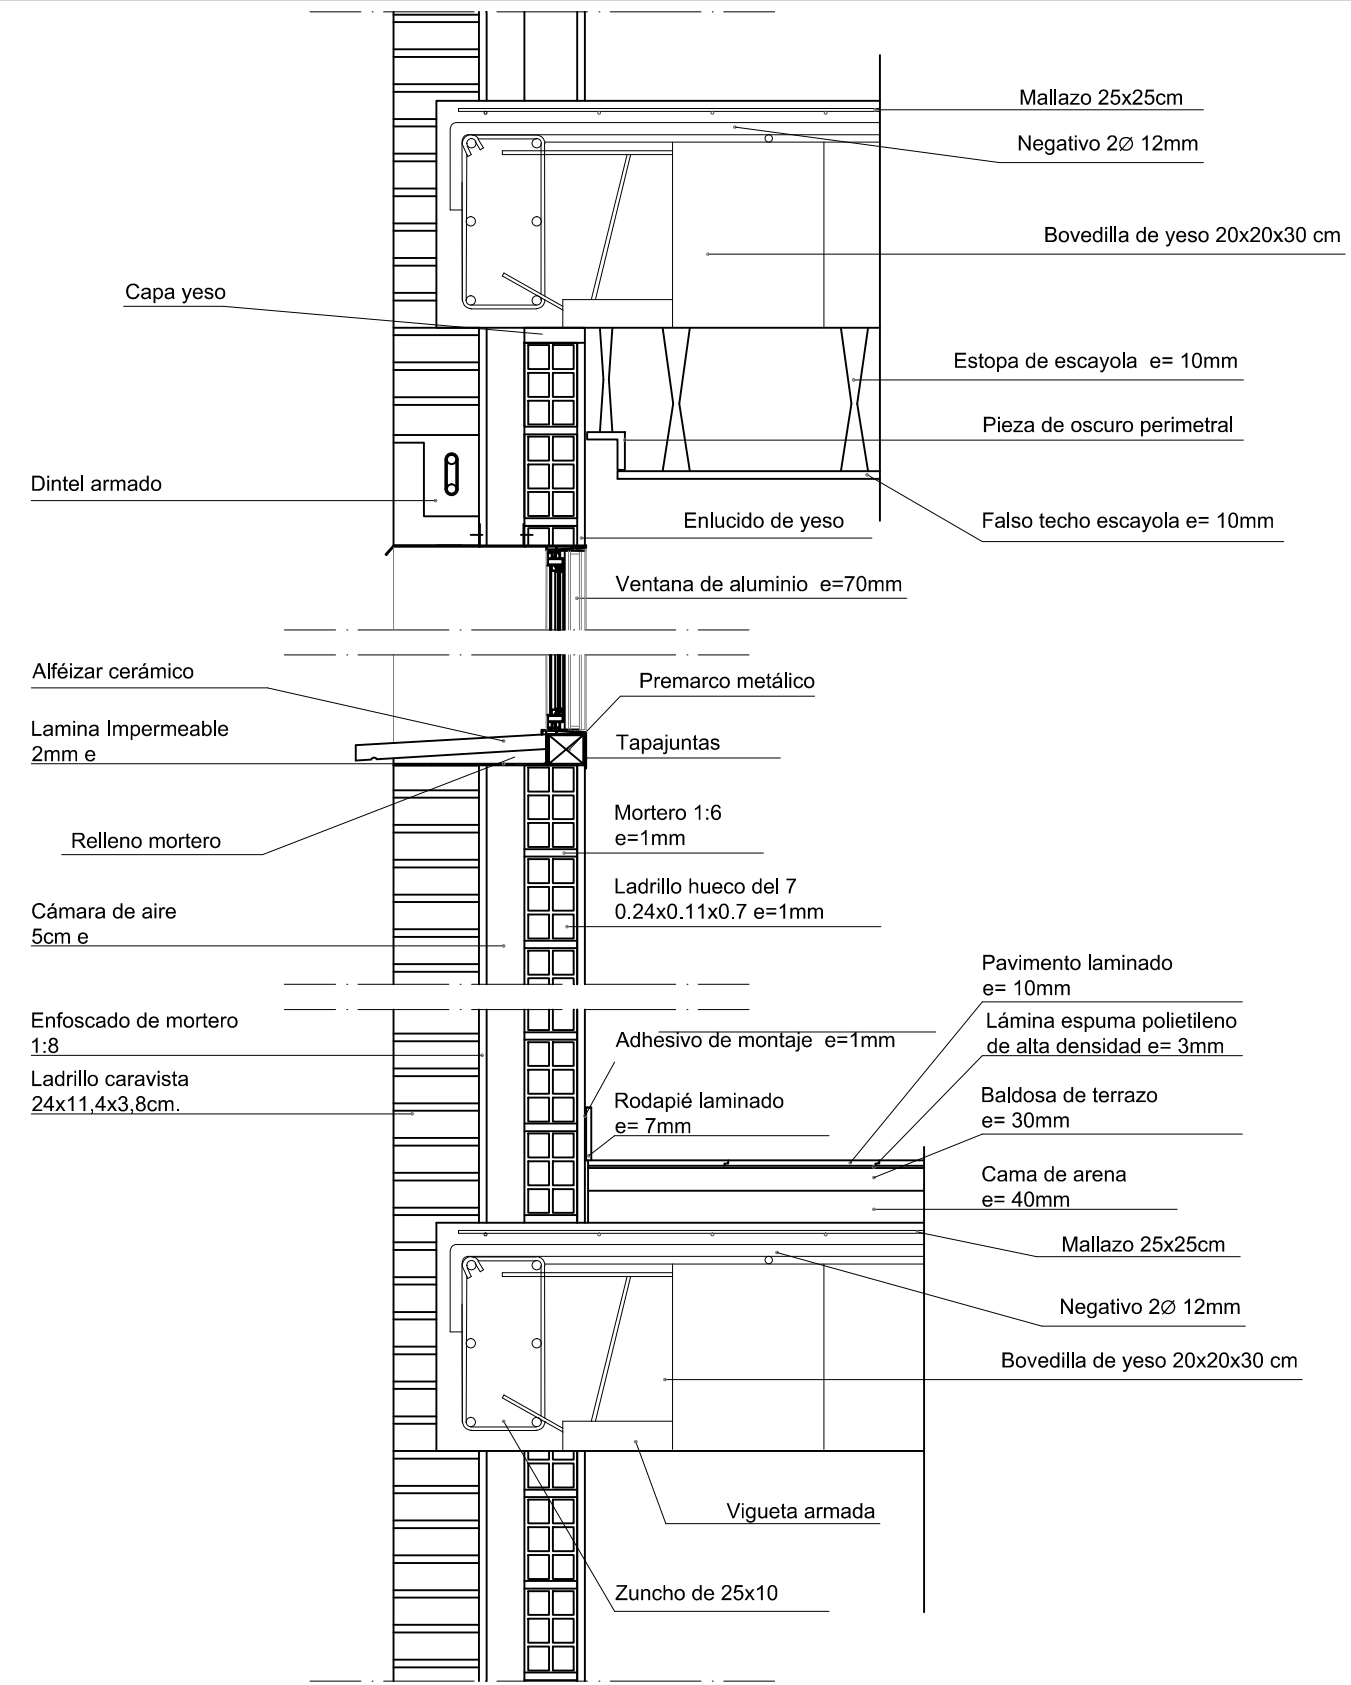 Mallazo 25x25cm
Negativo 2Ø 12mm
Bovedilla de yeso 20x20x30 cm
Capa yeso
Estopa de escayola e= 10mm
Pieza de oscuro perimetral
Dintel armado
Enlucido de yeso
Falso techo escayola e= 10mm
Ventana de aluminio e=70mm
Alféizar cerámico
Premarco metálico
Lamina Impermeable
2mm e
Tapajuntas
Relleno mortero
Mortero 1:6
e=1mm
Ladrillo hueco del 7
0.24x0.11x0.7 e=1mm
Cámara de aire
5cm e
Pavimento laminado
e= 10mm
Enfoscado de mortero
1:8
Lámina espuma polietileno
de alta densidad e= 3mm
Adhesivo de montaje e=1mm
Ladrillo caravista
24x11,4x3,8cm.
Rodapié laminado
e= 7mm
Baldosa de terrazo
e= 30mm
Cama de arena
e= 40mm
Mallazo 25x25cm
Negativo 2Ø 12mm
Bovedilla de yeso 20x20x30 cm
Vigueta armada
Zuncho de 25x10